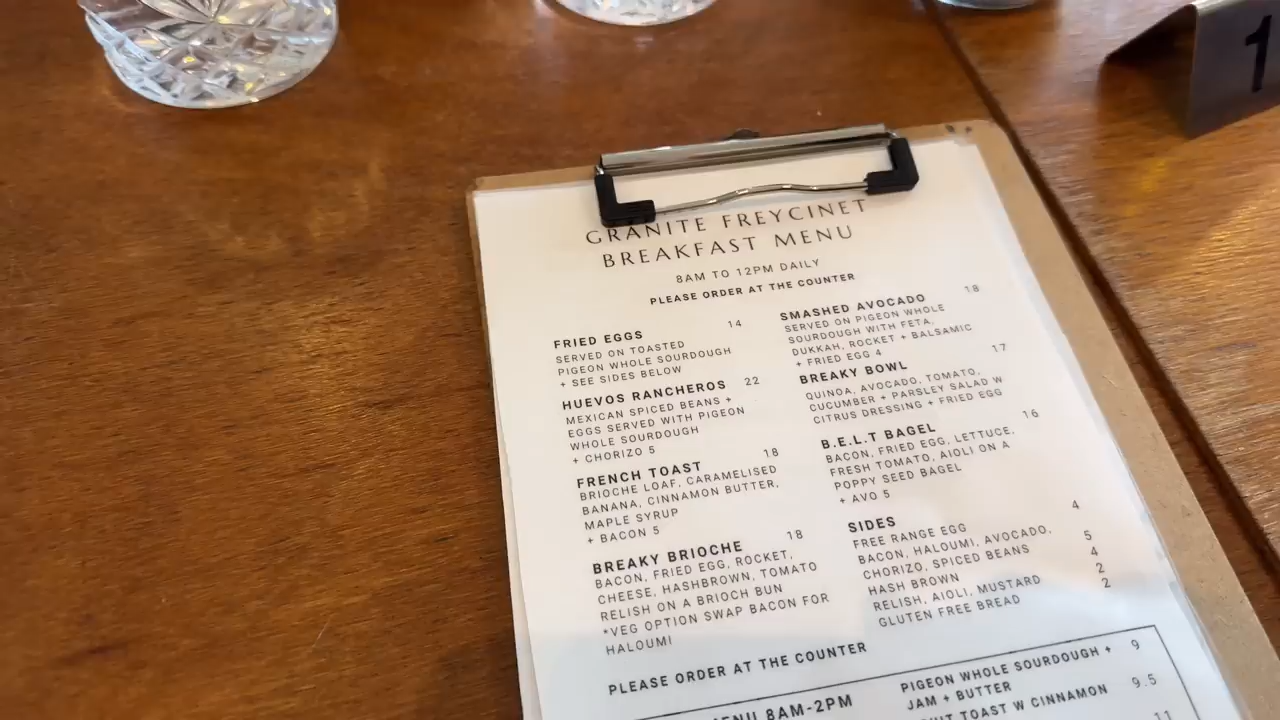 1
GRANITE FREYCINET
BREAKFAST MENU
8AM TO 12PM DAILY
PLEASE ORDER AT THE COUNTER
FRIED EGGS 14
SERVED ON TOASTED
PIGEON WHOLE SOURDOUGH
+ SEE SIDES BELOW
HUEVOS RANCHEROS 22
MEXICAN SPICED BEANS +
EGGS SERVED WITH PIGEON
WHOLE SOURDOUGH
+ CHORIZO 5
FRENCH TOAST 18
BRIOCHE LOAF, CARAMELISED
BANANA, CINNAMON BUTTER,
MAPLE SYRUP
+ BACON 5
BREAKY BRIOCHE 18
BACON, FRIED EGG, ROCKET,
CHEESE, HASHBROWN, TOMATO
RELISH ON A BRIOCH BUN
*VEG OPTION SWAP BACON FOR
HALOUMI
SMASHED AVOCADO 18
SERVED ON PIGEON WHOLE
SOURDOUGH WITH FETA,
DUKKAH, ROCKET + BALSAMIC
+ FRIED EGG 4
BREAKY BOWL 17
QUINOA, AVOCADO, TOMATO,
CUCUMBER + PARSLEY SALAD W
CITRUS DRESSING + FRIED EGG
B.E.L.T BAGEL 16
BACON, FRIED EGG, LETTUCE,
FRESH TOMATO, AIOLI ON A
POPPY SEED BAGEL
+ AVO 5
SIDES
FREE RANGE EGG 4
BACON, HALOUMI, AVOCADO,
CHORIZO, SPICED BEANS 5
HASH BROWN 4
RELISH, AIOLI, MUSTARD 2
GLUTEN FREE BREAD 2
PLEASE ORDER AT THE COUNTER
8AM-2PM
PIGEON WHOLE SOURDOUGH + 9
JAM + BUTTER
TOAST W CINNAMON 9.5
11